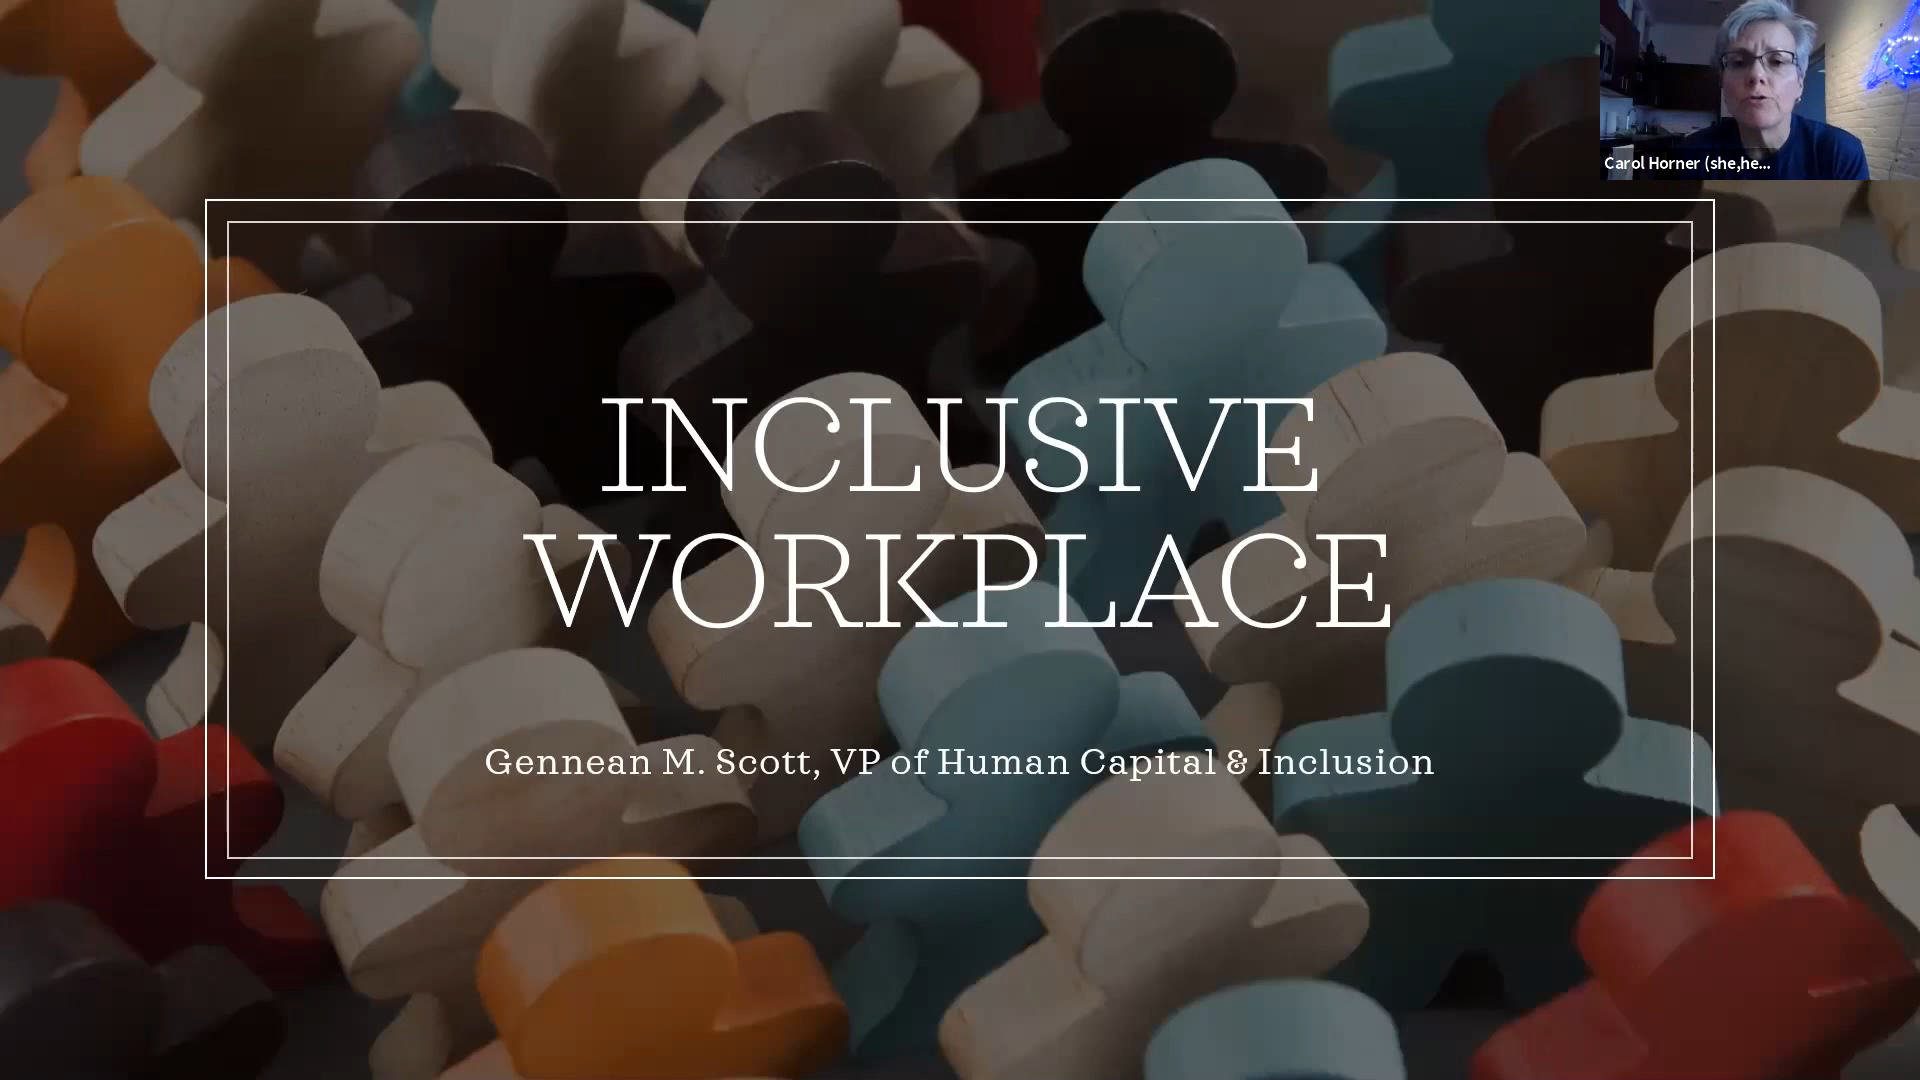 Carol Horner (she,he...
INCLUSIVE
WORKPLACE
Gennean M. Scott, VP of Human Capital & Inclusion